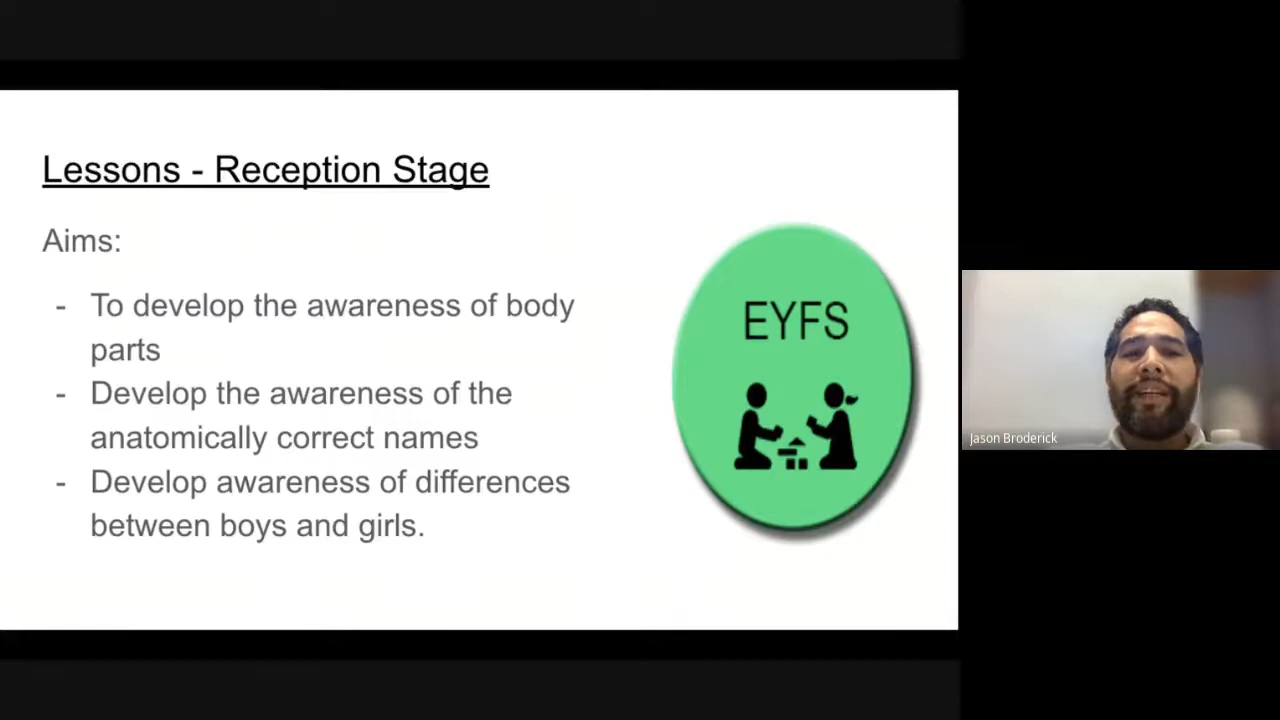 Lessons - Reception Stage
Aims:
- To develop the awareness of body
parts
- Develop the awareness of the
anatomically correct names
- Develop awareness of differences
between boys and girls.
EYFS
Jason Broderick